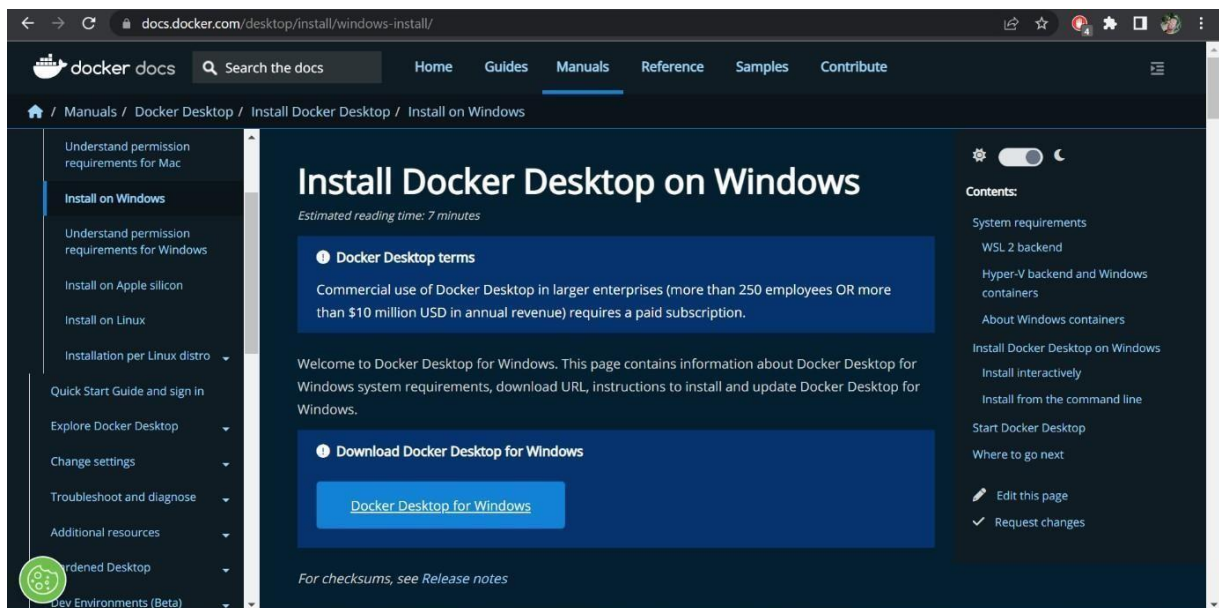 docs.docker.com/desktop/install/windows-install/
4
docker docs
Search the docs
Home
Guides
Manuals
Reference
Samples
Contribute
/ Manuals / Docker Desktop / Install Docker Desktop / Install on Windows
Understand permission
requirements for Mac
Install on Windows
Understand permission
requirements for Windows
Install on Apple silicon
Install on Linux
Installation per Linux distro
Quick Start Guide and sign in
Explore Docker Desktop
Change settings
Troubleshoot and diagnose
Additional resources
rdened Desktop
Dev Environments (Beta)
Install Docker Desktop on Windows
Estimated reading time: 7 minutes
Docker Desktop terms
Commercial use of Docker Desktop in larger enterprises (more than 250 employees OR more
than $10 million USD in annual revenue) requires a paid subscription.
Welcome to Docker Desktop for Windows. This page contains information about Docker Desktop for
Windows system requirements, download URL, instructions to install and update Docker Desktop for
Windows.
Download Docker Desktop for Windows
Docker Desktop for Windows
For checksums, see Release notes
Contents:
System requirements
WSL 2 backend
Hyper-V backend and Windows
containers
About Windows containers
Install Docker Desktop on Windows
Install interactively
Install from the command line
Start Docker Desktop
Where to go next
Edit this page
Request changes